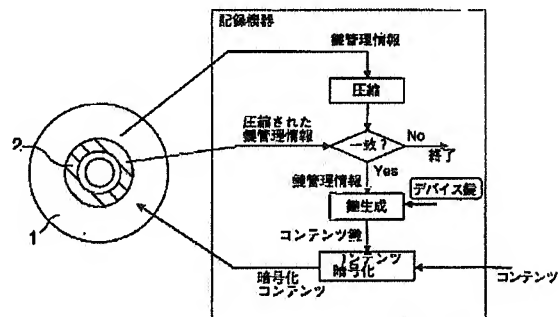 記録機器
鍵管理情報
圧縮
圧縮された
鍵管理情報
一致?
No
終了
Yes
鍵管理情報
デバイス鍵
鍵生成
コンテンツ鍵
コンテンツ
暗号化
コンテンツ
暗号化
コンテンツ
2
1